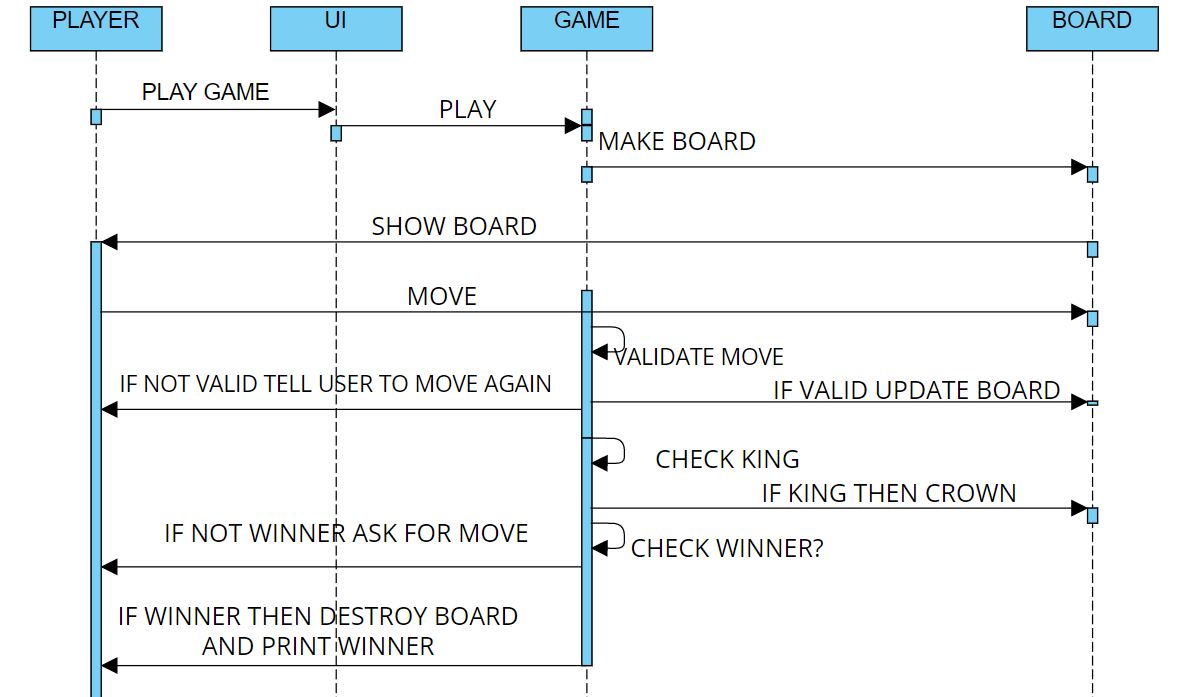 PLAYER
UI
GAME
BOARD
PLAY GAME
PLAY
MAKE BOARD
SHOW BOARD
MOVE
VALIDATE MOVE
IF NOT VALID TELL USER TO MOVE AGAIN
IF VALID UPDATE BOARD
CHECK KING
IF KING THEN CROWN
IF NOT WINNER ASK FOR MOVE
CHECK WINNER?
IF WINNER THEN DESTROY BOARD
AND PRINT WINNER